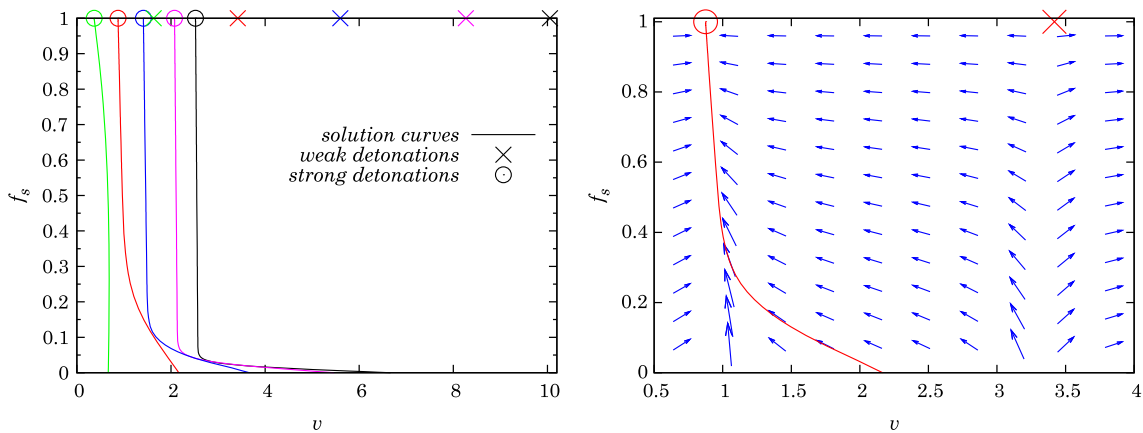 1
0.9
0.8
0.7
0.6
0.5
0.4
0.3
0.2
0.1
0
f_s
0 2 4 6 8 10
v
solution curves
weak detonations
strong detonations
1
0.8
0.6
0.4
0.2
0
f_s
0.5 1 1.5 2 2.5 3 3.5 4
v